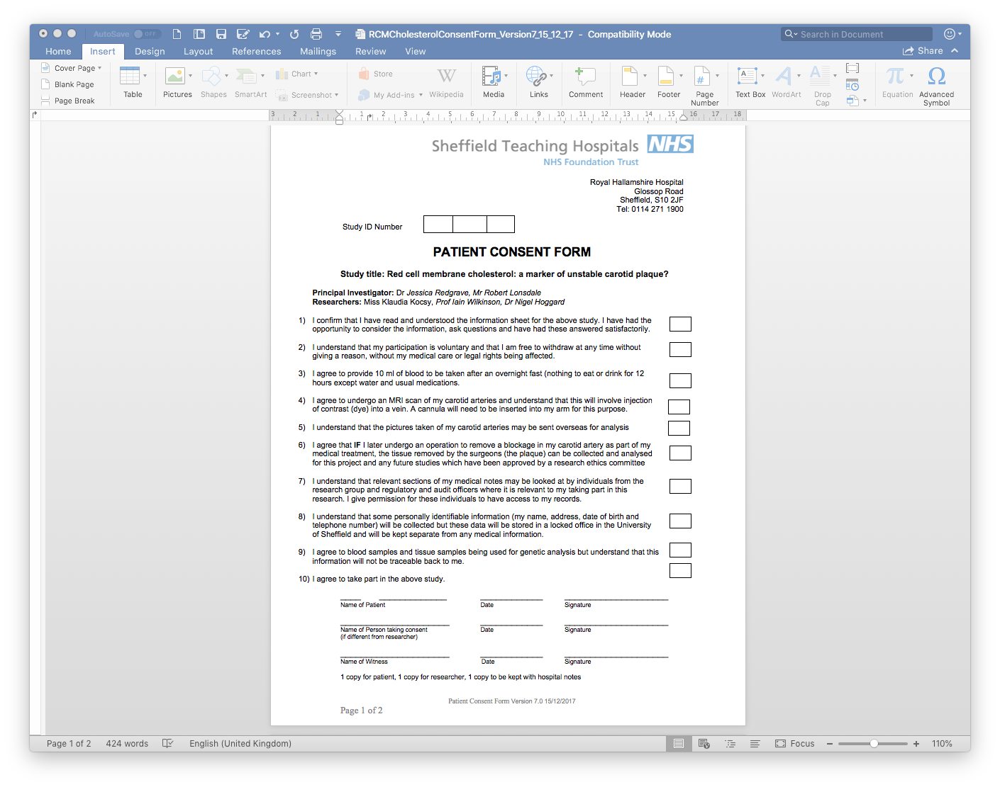 AutoSave OFF
RCMCholesterolConsentForm_Version7_15_12_17 - Compatibility Mode
Search in Document
Home Insert Design Layout References Mailings Review View
Share
Cover Page
Blank Page
Page Break
Table
Pictures
Shapes
SmartArt
Chart
Screenshot
Store
My Add-ins
Wikipedia
Media
Links
Comment
Header
Footer
Page
Number
Text Box
WordArt
Drop
Cap
Equation
Advanced
Symbol
3 2 1 1 2 3 4 5 6 7 8 9 10 11 12 13 14 15 16 17 18
Sheffield Teaching Hospitals NHS
NHS Foundation Trust
Royal Hallamshire Hospital
Glossop Road
Sheffield, S10 2JF
Tel: 0114 271 1900
Study ID Number
PATIENT CONSENT FORM
Study title: Red cell membrane cholesterol: a marker of unstable carotid plaque?
Principal Investigator: Dr Jessica Redgrave, Mr Robert Lonsdale
Researchers: Miss Klaudia Kocsy, Prof Iain Wilkinson, Dr Nigel Hoggard
1) I confirm that I have read and understood the information sheet for the above study. I have had the
opportunity to consider the information, ask questions and have had these answered satisfactorily.
2) I understand that my participation is voluntary and that I am free to withdraw at any time without
giving a reason, without my medical care or legal rights being affected.
3) I agree to provide 10 ml of blood to be taken after an overnight fast (nothing to eat or drink for 12
hours except water and usual medications.
4) I agree to undergo an MRI scan of my carotid arteries and understand that this will involve injection
of contrast (dye) into a vein. A cannula will need to be inserted into my arm for this purpose.
5) I understand that the pictures taken of my carotid arteries may be sent overseas for analysis
6) I agree that IF I later undergo an operation to remove a blockage in my carotid artery as part of my
medical treatment, the tissue removed by the surgeons (the plaque) can be collected and analysed
for this project and any future studies which have been approved by a research ethics committee
7) I understand that relevant sections of my medical notes may be looked at by individuals from the
research group and regulatory and audit officers where it is relevant to my taking part in this
research. I give permission for these individuals to have access to my records.
8) I understand that some personally identifiable information (my name, address, date of birth and
telephone number) will be collected but these data will be stored in a locked office in the University
of Sheffield and will be kept separate from any medical information.
9) I agree to blood samples and tissue samples being used for genetic analysis but understand that this
information will not be traceable back to me.
10) I agree to take part in the above study.
Name of Patient Date Signature
Name of Person taking consent Date Signature
(if different from researcher)
Name of Witness Date Signature
1 copy for patient, 1 copy for researcher, 1 copy to be kept with hospital notes
Patient Consent Form Version 7.0 15/12/2017
Page 1 of 2
Page 1 of 2 424 words English (United Kingdom) Focus 110%